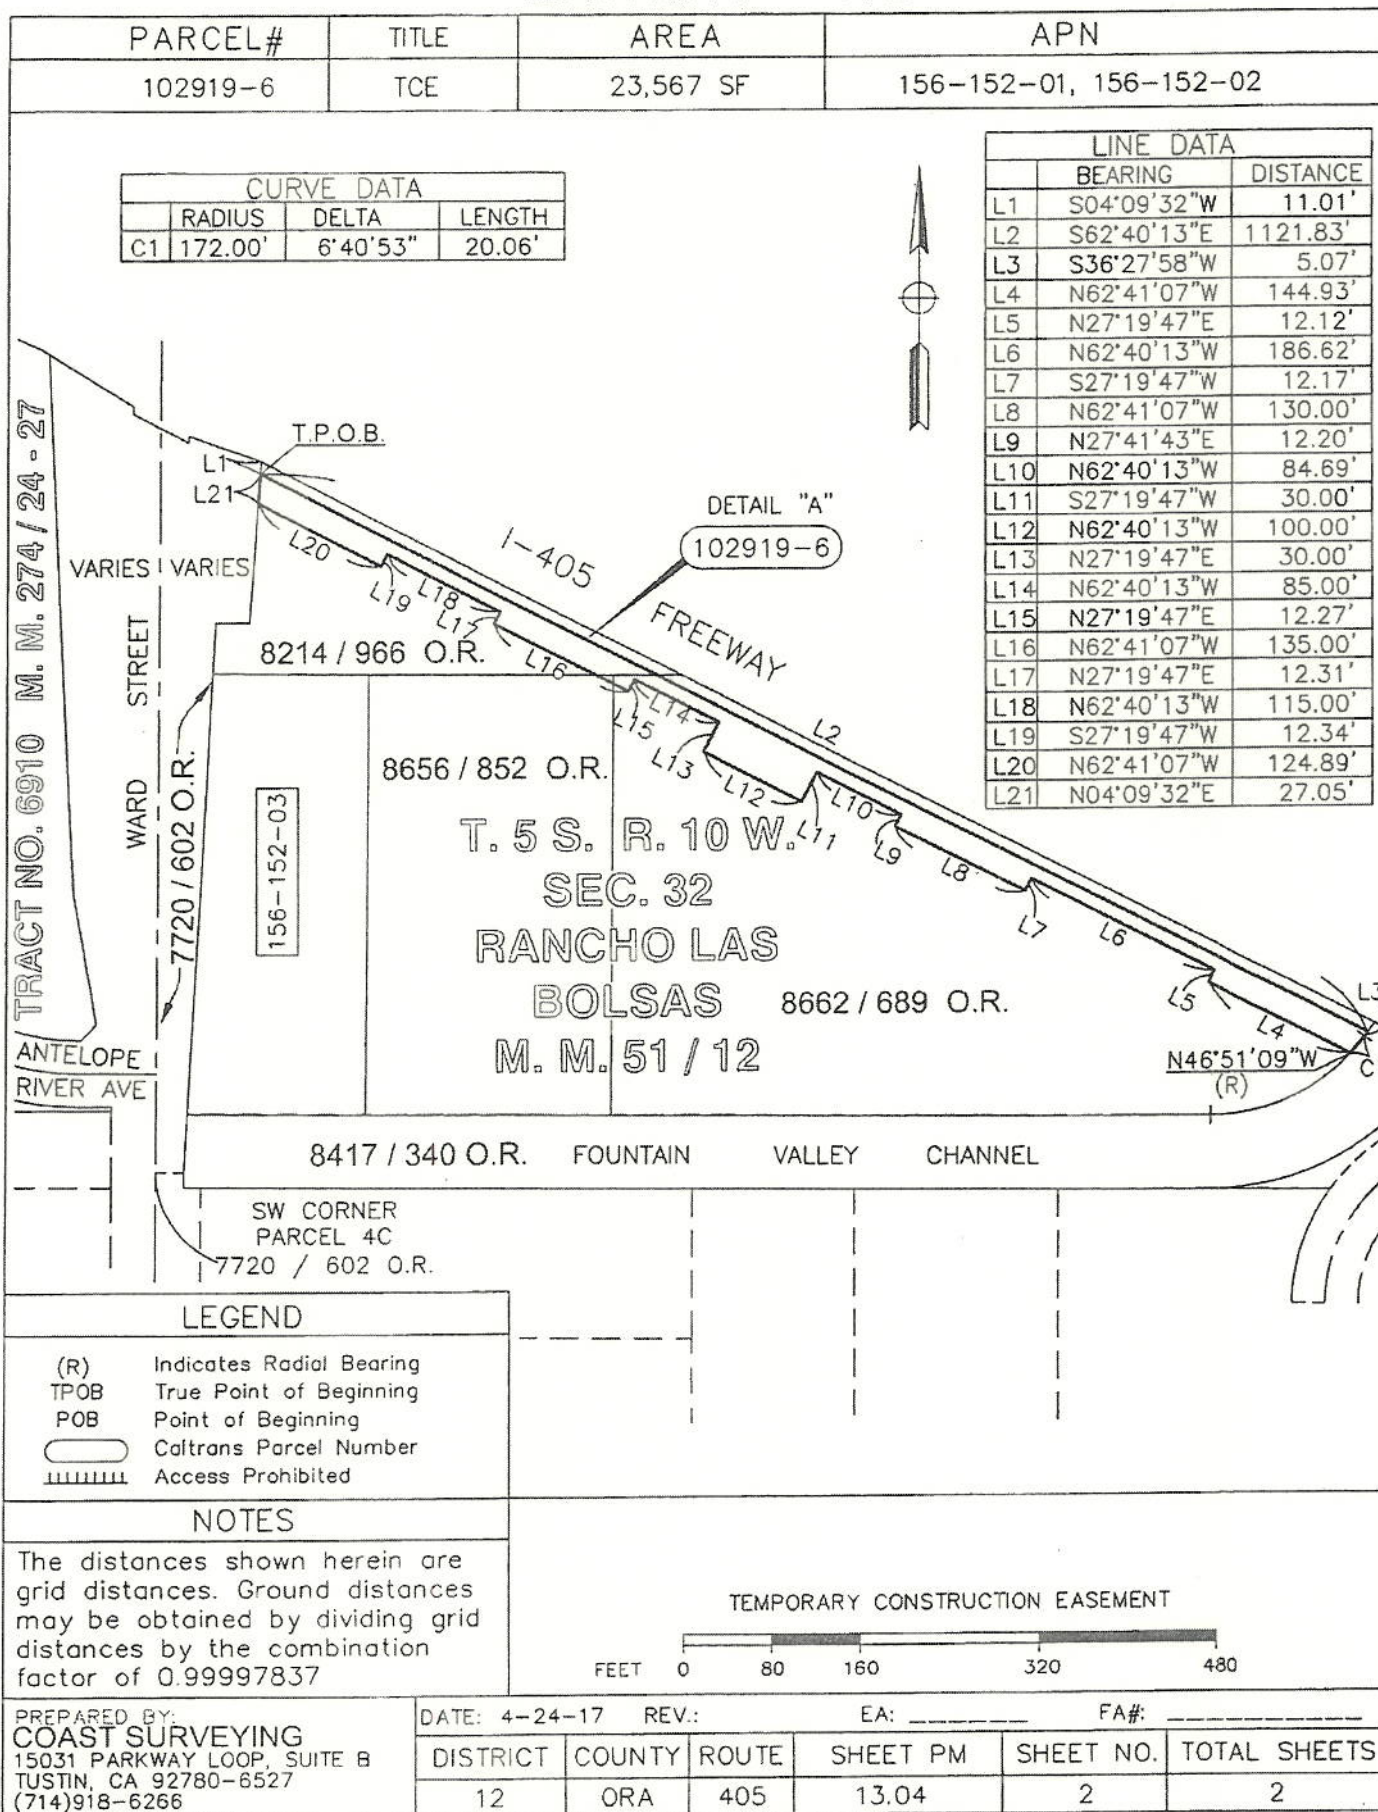 PARCEL# TITLE AREA APN
102919-6 TCE 23,567 SF 156-152-01, 156-152-02
CURVE DATA
RADIUS DELTA LENGTH
C1 172.00' 6°40'53" 20.06'
LINE DATA
BEARING DISTANCE
L1 S04°09'32"W 11.01'
L2 S62°40'13"E 1121.83'
L3 S36°27'58"W 5.07'
L4 N62°41'07"W 144.93'
L5 N27°19'47"E 12.12'
L6 N62°40'13"W 186.62'
L7 S27°19'47"W 12.17'
L8 N62°41'07"W 130.00'
L9 N27°41'43"E 12.20'
L10 N62°40'13"W 84.69'
L11 S27°19'47"W 30.00'
L12 N62°40'13"W 100.00'
L13 N27°19'47"E 30.00'
L14 N62°40'13"W 85.00'
L15 N27°19'47"E 12.27'
L16 N62°41'07"W 135.00'
L17 N27°19'47"E 12.31'
L18 N62°40'13"W 115.00'
L19 S27°19'47"W 12.34'
L20 N62°41'07"W 124.89'
L21 N04°09'32"E 27.05'
TRACT NO. 6910 M. M. 274 / 24 - 27
T.P.O.B.
L1
L21
L20
L19
L18
L17
L16
L15
L14
L13
L12
L11
L10
L9
L8
L7
L6
L5
L4
L3
L2
C
I-405 FREEWAY
DETAIL "A"
102919-6
VARIES VARIES
WARD STREET
7720 / 602 O.R.
8214 / 966 O.R.
156-152-03
8656 / 852 O.R.
T. 5 S. R. 10 W.
SEC. 32
RANCHO LAS
BOLSAS
M. M. 51 / 12
8662 / 689 O.R.
N46°51'09"W
(R)
ANTELOPE
RIVER AVE
8417 / 340 O.R. FOUNTAIN VALLEY CHANNEL
SW CORNER
PARCEL 4C
7720 / 602 O.R.
LEGEND
(R) Indicates Radial Bearing
TPOB True Point of Beginning
POB Point of Beginning
Caltrans Parcel Number
Access Prohibited
NOTES
The distances shown herein are
grid distances. Ground distances
may be obtained by dividing grid
distances by the combination
factor of 0.99997837
TEMPORARY CONSTRUCTION EASEMENT
FEET 0 80 160 320 480
PREPARED BY:
COAST SURVEYING
15031 PARKWAY LOOP, SUITE B
TUSTIN, CA 92780-6527
(714)918-6266
DATE: 4-24-17 REV.: EA: ______ FA#: __________
DISTRICT COUNTY ROUTE SHEET PM SHEET NO. TOTAL SHEETS
12 ORA 405 13.04 2 2